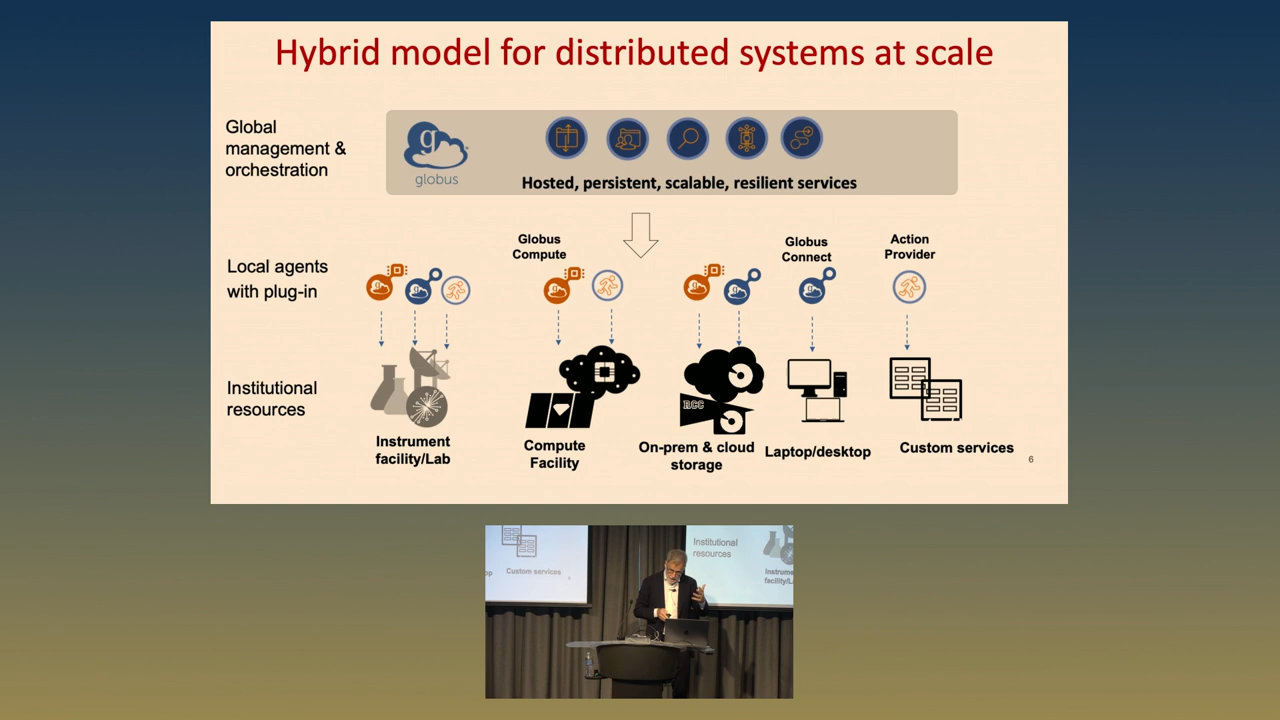 Hybrid model for distributed systems at scale
Global
management &
orchestration
g
globus
Hosted, persistent, scalable, resilient services
Local agents
with plug-in
Globus
Compute
Globus
Connect
Action
Provider
g
g
g
g
g
g
Institutional
resources
RCC
Instrument
facility/Lab
Compute
Facility
On-prem & cloud
storage
Laptop/desktop
Custom services
6
Custom services
Institutional
resources